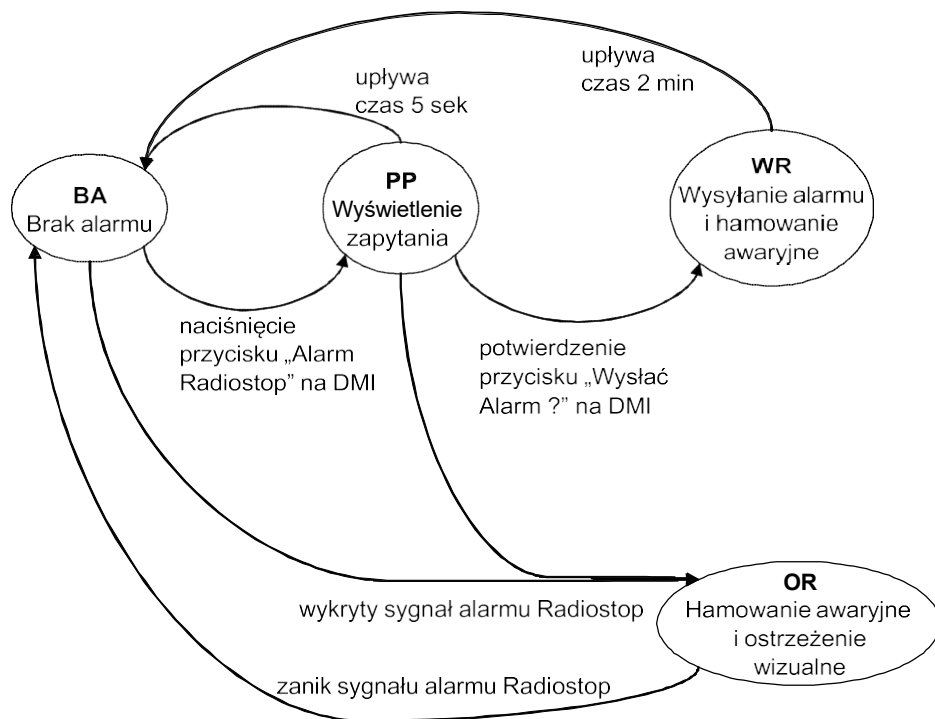 upływa
czas 2 min
upływa
czas 5 sek
BA
Brak alarmu
PP
Wyświetlenie
zapytania
WR
Wysyłanie alarmu
i hamowanie
awaryjne
naciśnięcie
przycisku „Alarm
Radiostop” na DMI
potwierdzenie
przycisku „Wysłać
Alarm ?” na DMI
wykryty sygnał alarmu Radiostop
OR
Hamowanie awaryjne
i ostrzeżenie
wizualne
zanik sygnału alarmu Radiostop